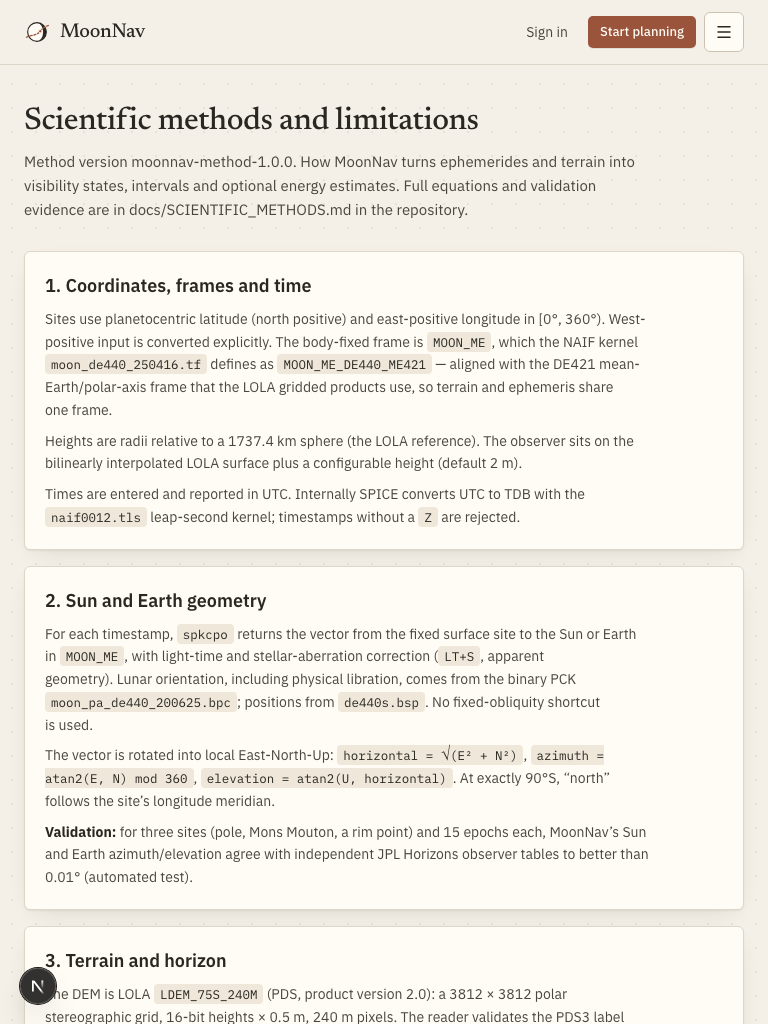 MoonNav
Sign in
Start planning
Scientific methods and limitations
Method version moonnav-method-1.0.0. How MoonNav turns ephemerides and terrain into
visibility states, intervals and optional energy estimates. Full equations and validation
evidence are in docs/SCIENTIFIC_METHODS.md in the repository.
1. Coordinates, frames and time
Sites use planetocentric latitude (north positive) and east-positive longitude in [0°, 360°). West-
positive input is converted explicitly. The body-fixed frame is MOON_ME, which the NAIF kernel
moon_de440_250416.tf defines as MOON_ME_DE440_ME421 — aligned with the DE421 mean-
Earth/polar-axis frame that the LOLA gridded products use, so terrain and ephemeris share
one frame.
Heights are radii relative to a 1737.4 km sphere (the LOLA reference). The observer sits on the
bilinearly interpolated LOLA surface plus a configurable height (default 2 m).
Times are entered and reported in UTC. Internally SPICE converts UTC to TDB with the
naif0012.tls leap-second kernel; timestamps without a Z are rejected.
2. Sun and Earth geometry
For each timestamp, spkcpo returns the vector from the fixed surface site to the Sun or Earth
in MOON_ME, with light-time and stellar-aberration correction (LT+S, apparent
geometry). Lunar orientation, including physical libration, comes from the binary PCK
moon_pa_de440_200625.bpc; positions from de440s.bsp. No fixed-obliquity shortcut
is used.
The vector is rotated into local East-North-Up: horizontal = √(E² + N²), azimuth =
atan2(E, N) mod 360, elevation = atan2(U, horizontal). At exactly 90°S, “north”
follows the site’s longitude meridian.
Validation: for three sites (pole, Mons Mouton, a rim point) and 15 epochs each, MoonNav’s Sun
and Earth azimuth/elevation agree with independent JPL Horizons observer tables to better than
0.01° (automated test).
3. Terrain and horizon
N
he DEM is LOLA LDEM_75S_240M (PDS, product version 2.0): a 3812 × 3812 polar
stereographic grid, 16-bit heights × 0.5 m, 240 m pixels. The reader validates the PDS3 label